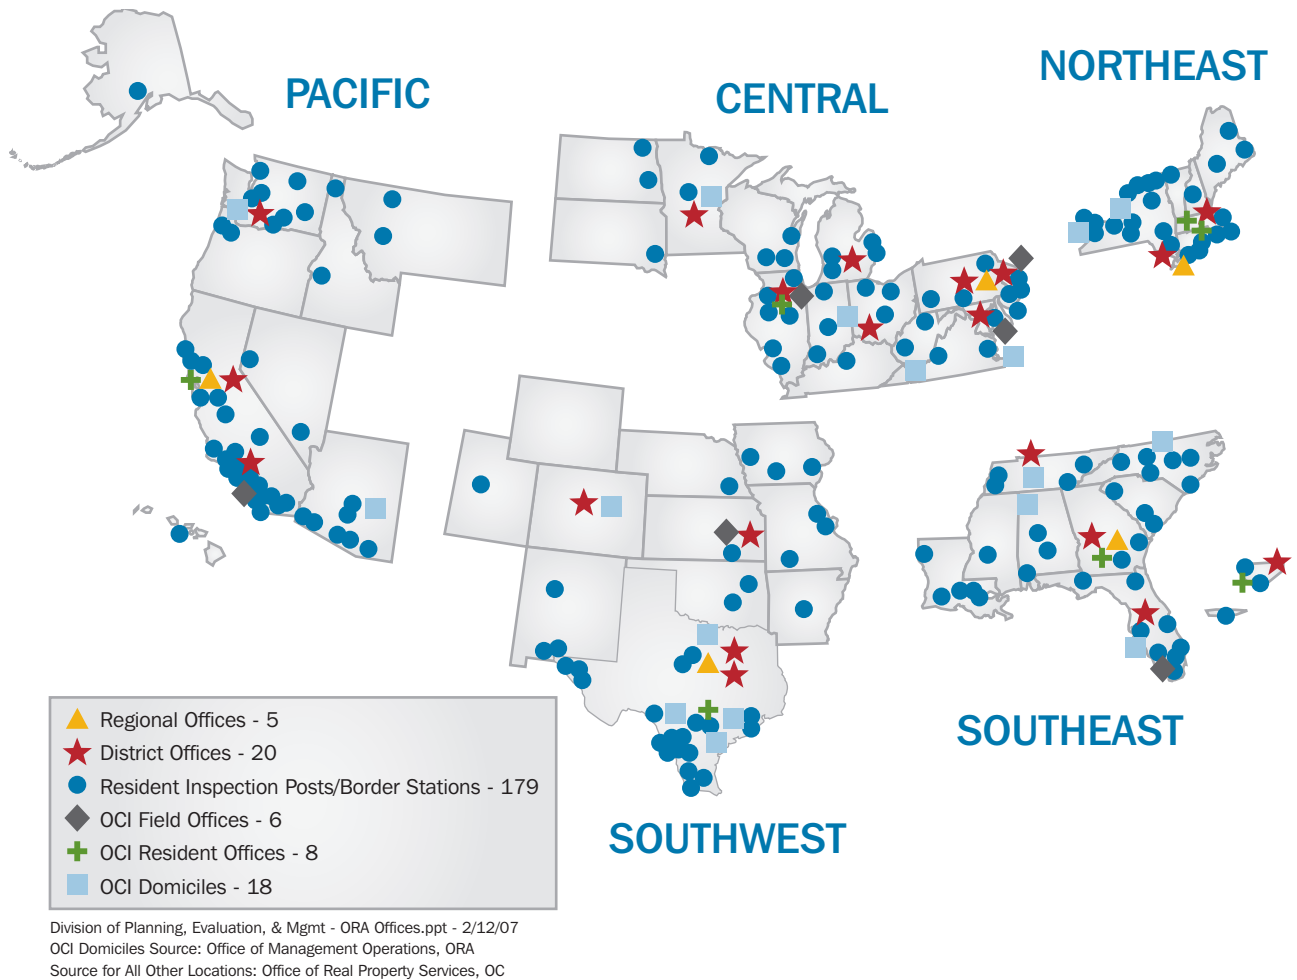 PACIFIC
CENTRAL
NORTHEAST
SOUTHEAST
SOUTHWEST
Regional Offices - 5
District Offices - 20
Resident Inspection Posts/Border Stations - 179
OCI Field Offices - 6
OCI Resident Offices - 8
OCI Domiciles - 18
Division of Planning, Evaluation, & Mgmt - ORA Offices.ppt - 2/12/07
OCI Domiciles Source: Office of Management Operations, ORA
Source for All Other Locations: Office of Real Property Services, OC